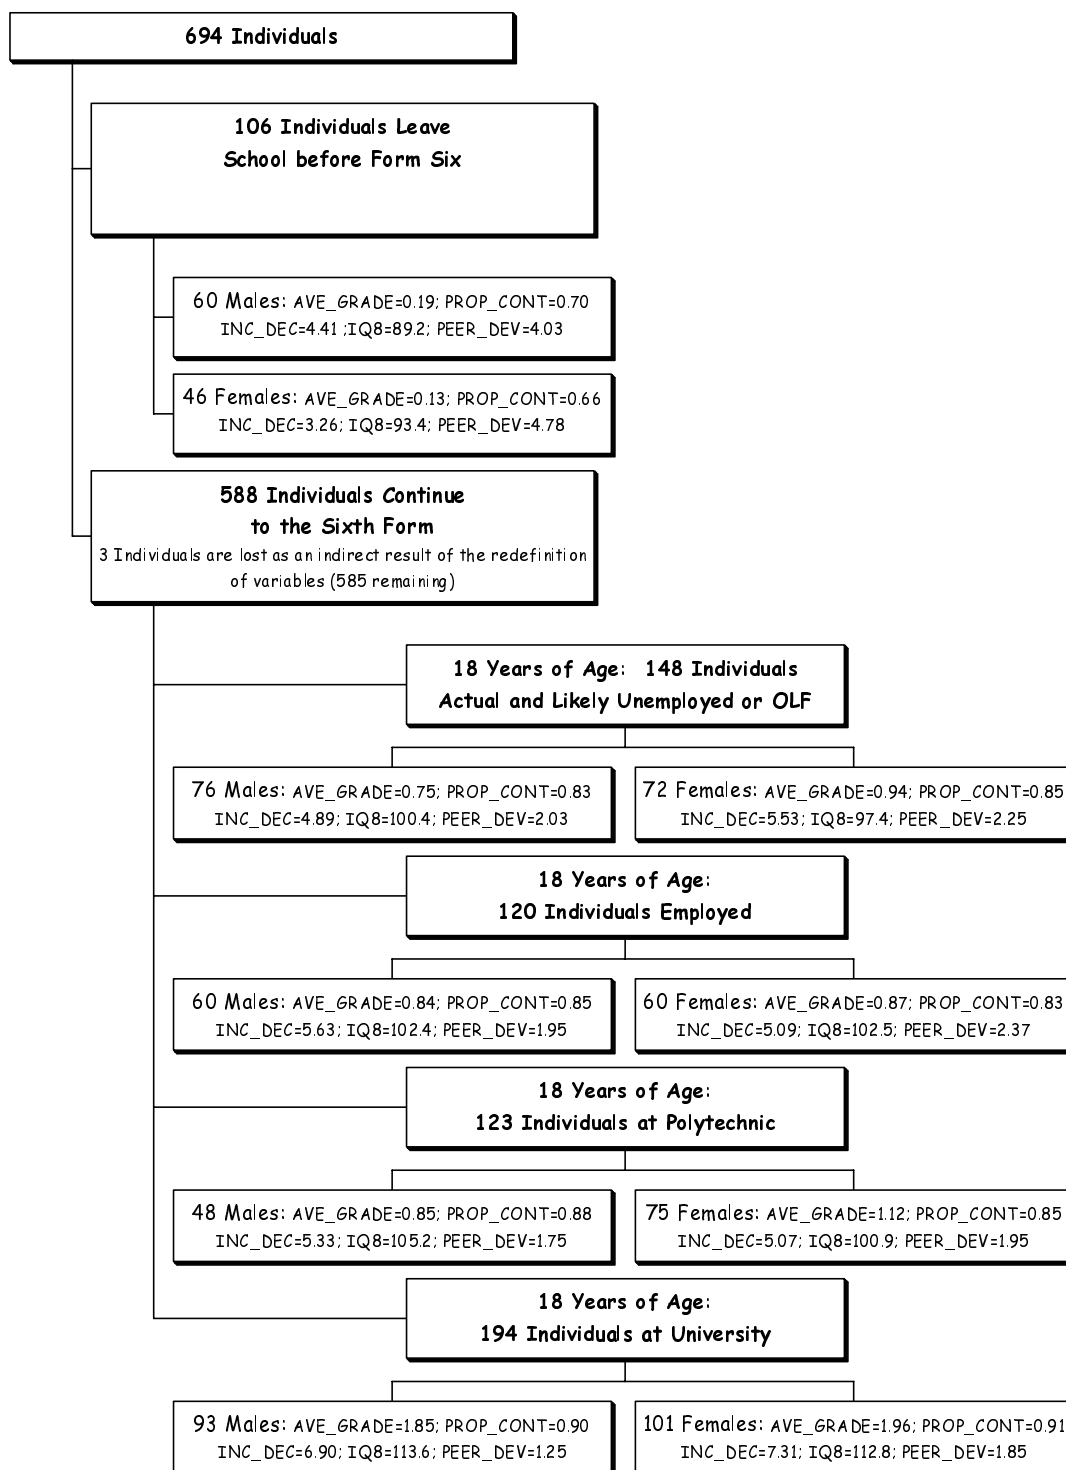 694 Individuals
106 Individuals Leave
School before Form Six
60 Males: AVE_GRADE=0.19; PROP_CONT=0.70
INC_DEC=4.41 ;IQ8=89.2; PEER_DEV=4.03
46 Females: AVE_GRADE=0.13; PROP_CONT=0.66
INC_DEC=3.26; IQ8=93.4; PEER_DEV=4.78
588 Individuals Continue
to the Sixth Form
3 Individuals are lost as an indirect result of the redefinition
of variables (585 remaining)
18 Years of Age: 148 Individuals
Actual and Likely Unemployed or OLF
76 Males: AVE_GRADE=0.75; PROP_CONT=0.83
INC_DEC=4.89; IQ8=100.4; PEER_DEV=2.03
72 Females: AVE_GRADE=0.94; PROP_CONT=0.85
INC_DEC=5.53; IQ8=97.4; PEER_DEV=2.25
18 Years of Age:
120 Individuals Employed
60 Males: AVE_GRADE=0.84; PROP_CONT=0.85
INC_DEC=5.63; IQ8=102.4; PEER_DEV=1.95
60 Females: AVE_GRADE=0.87; PROP_CONT=0.83
INC_DEC=5.09; IQ8=102.5; PEER_DEV=2.37
18 Years of Age:
123 Individuals at Polytechnic
48 Males: AVE_GRADE=0.85; PROP_CONT=0.88
INC_DEC=5.33; IQ8=105.2; PEER_DEV=1.75
75 Females: AVE_GRADE=1.12; PROP_CONT=0.85
INC_DEC=5.07; IQ8=100.9; PEER_DEV=1.95
18 Years of Age:
194 Individuals at University
93 Males: AVE_GRADE=1.85; PROP_CONT=0.90
INC_DEC=6.90; IQ8=113.6; PEER_DEV=1.25
101 Females: AVE_GRADE=1.96; PROP_CONT=0.91
INC_DEC=7.31; IQ8=112.8; PEER_DEV=1.85